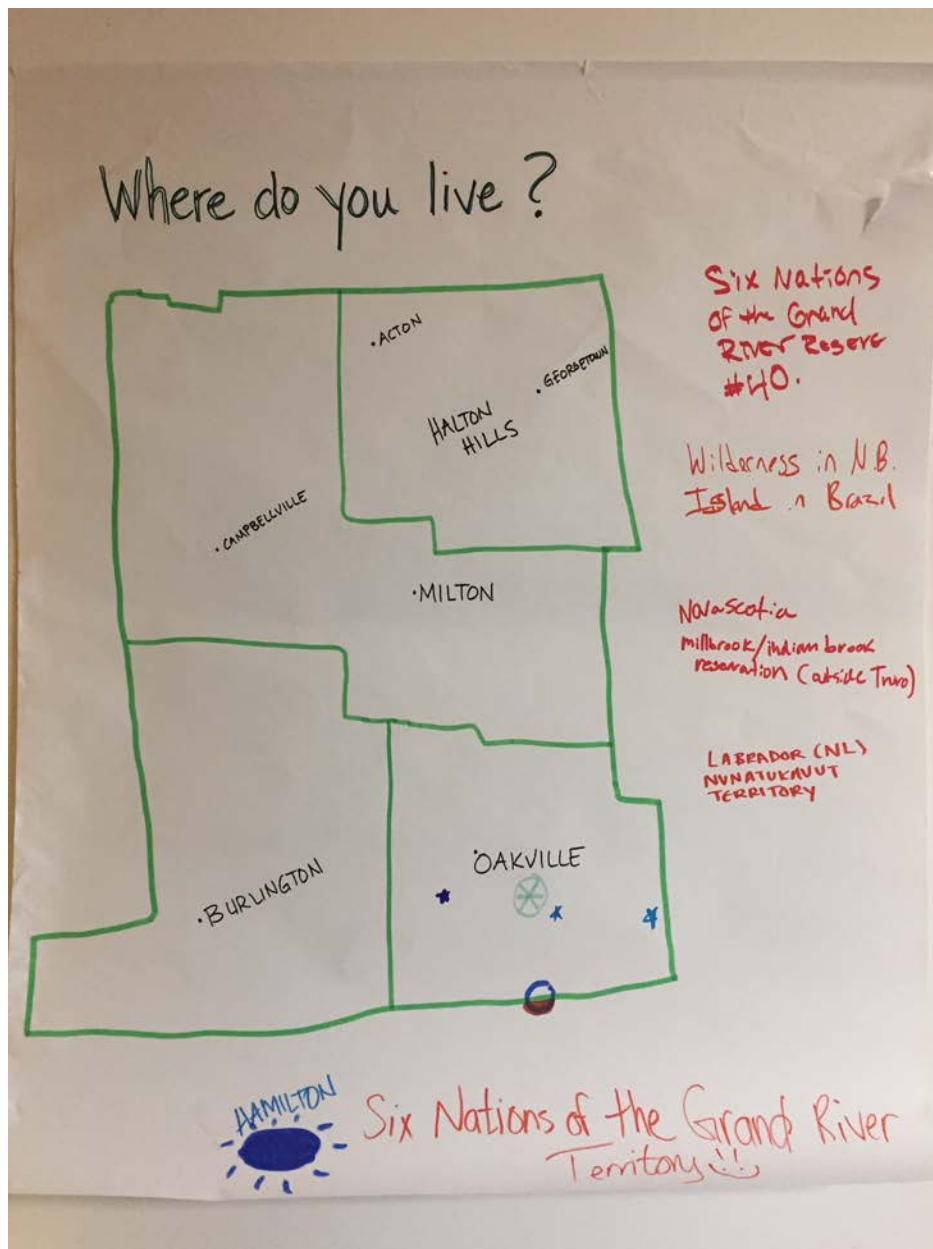 Where do you live?
Six Nations
of the Grand
River Reserve
#40.
• ACTON
• GEORGETOWN
HALTON
HILLS
Wilderness in N.B.
Island in Brazil
• CAMPBELLVILLE
• MILTON
Nova scotia
millbrook/indian brook
reservation (outside Truro)
LABRADOR (NL)
NUNATUKAVUT
TERRITORY
• OAKVILLE
• BURLINGTON
HAMILTON
Six Nations of the Grand River
Territory